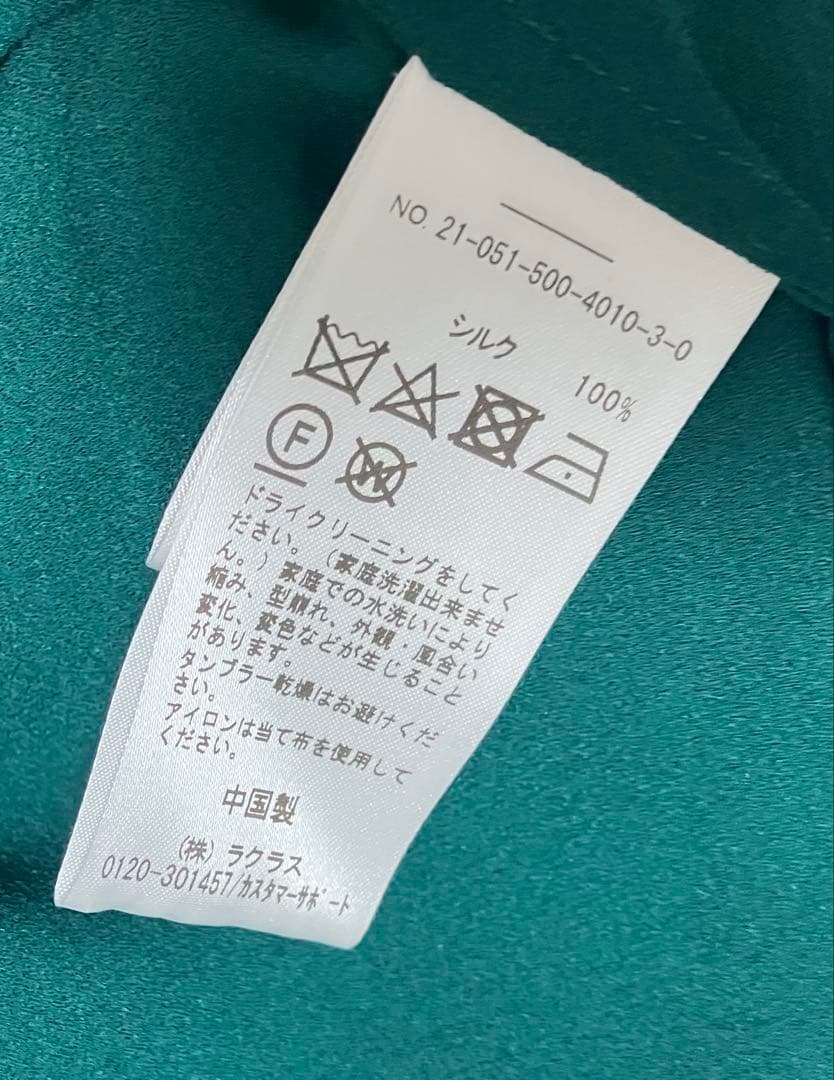 NO. 21-051-500-4010-3-0
シルク 100%
F
W
ドライクリーニングをしてく
ださい。(家庭洗濯出来ませ
ん。)家庭での水洗いにより
縮み、型崩れ、外観・風合い
変化、変色などが生じること
があります。
タンブラー乾燥はお避けくだ
さい。
アイロンは当て布を使用して
ください。
中国製
(株)ラクラス
0120-301457/カスタマーサポート